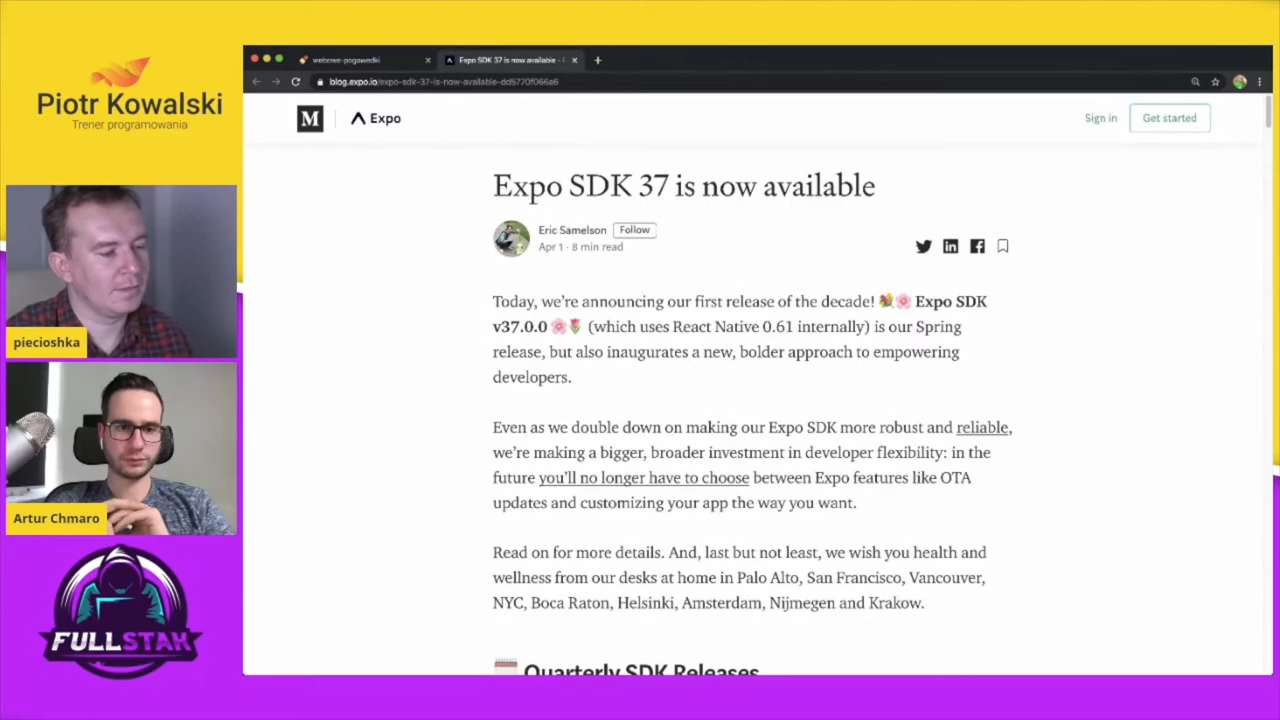 Piotr Kowalski
Trener programowania
piecioshka
Artur Chmaro
FULLSTAK
webowe-pogawedki
Expo SDK 37 is now available - 
blog.expo.io/expo-sdk-37-is-now-available-dd5770f066a6
M
Expo
Sign in
Get started
Expo SDK 37 is now available
Eric Samelson
Follow
Apr 1 · 8 min read
Today, we’re announcing our first release of the decade! 💐🌸 Expo SDK
v37.0.0 🌸🌷 (which uses React Native 0.61 internally) is our Spring
release, but also inaugurates a new, bolder approach to empowering
developers.
Even as we double down on making our Expo SDK more robust and reliable,
we’re making a bigger, broader investment in developer flexibility: in the
future you’ll no longer have to choose between Expo features like OTA
updates and customizing your app the way you want.
Read on for more details. And, last but not least, we wish you health and
wellness from our desks at home in Palo Alto, San Francisco, Vancouver,
NYC, Boca Raton, Helsinki, Amsterdam, Nijmegen and Krakow.
Quarterly SDK Releases